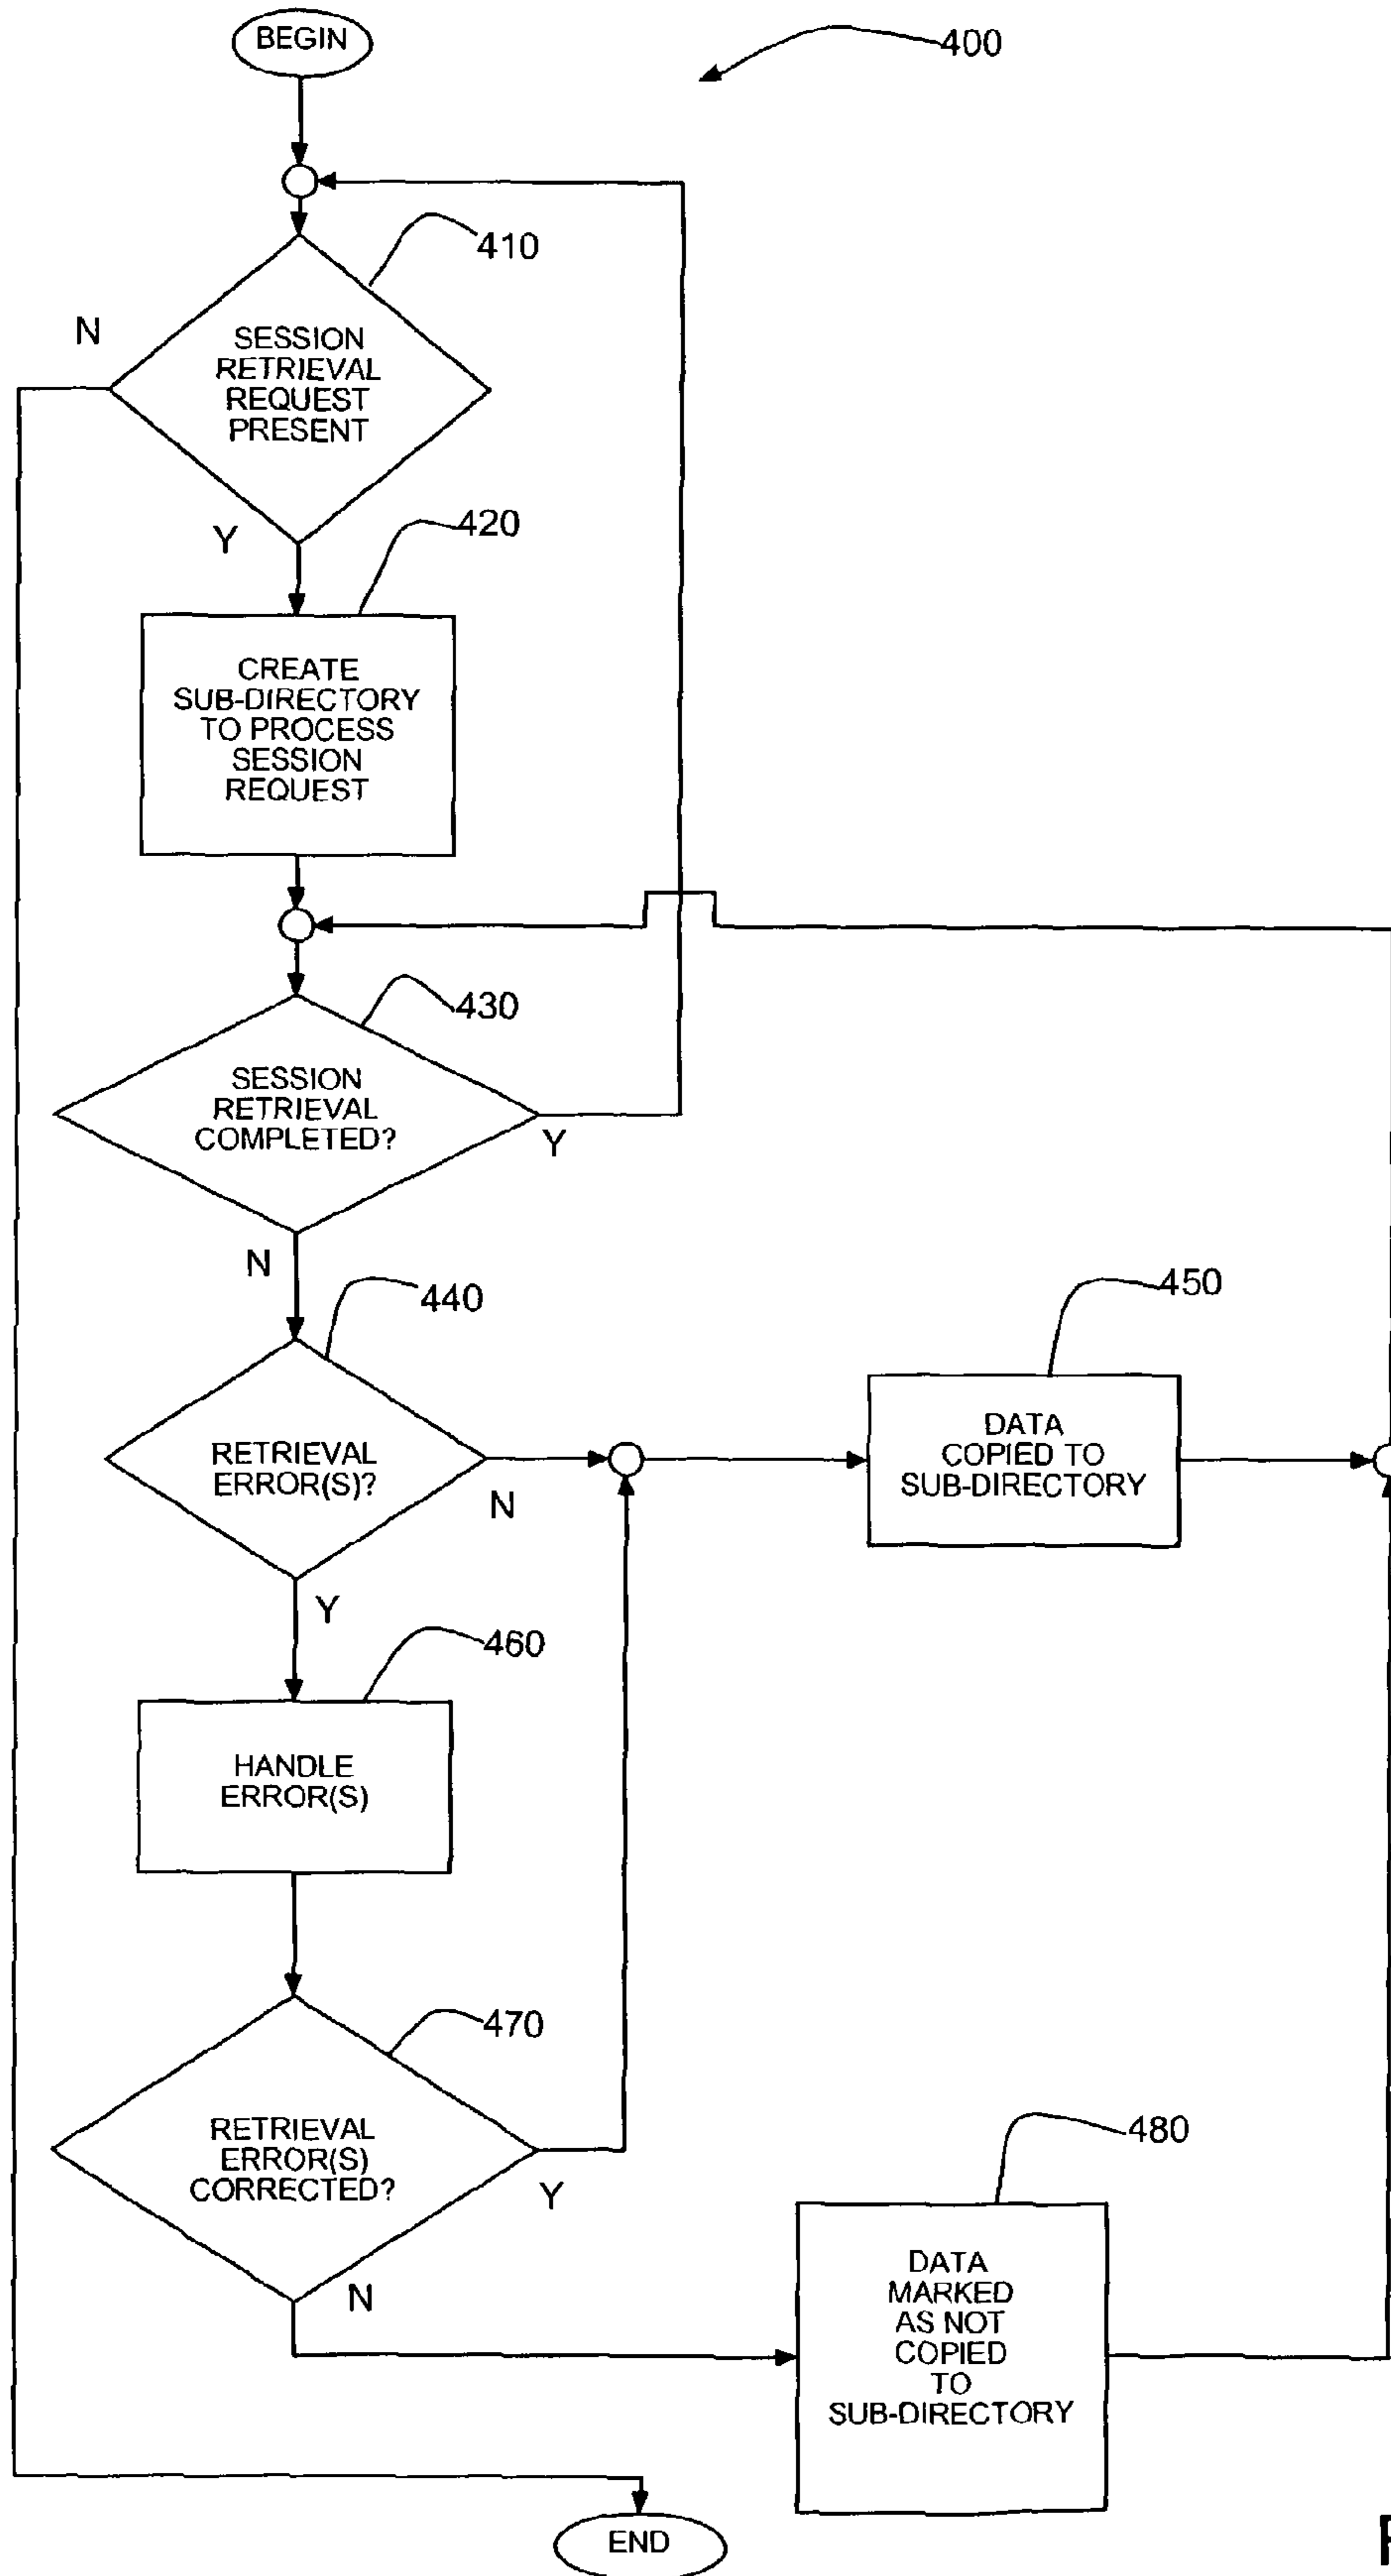 BEGIN
400
410
N
SESSION
RETRIEVAL
REQUEST
PRESENT
Y
420
CREATE
SUB-DIRECTORY
TO PROCESS
SESSION
REQUEST
430
SESSION
RETRIEVAL
COMPLETED?
Y
N
440
450
RETRIEVAL
ERROR(S)?
N
DATA
COPIED TO
SUB-DIRECTORY
Y
460
HANDLE
ERROR(S)
470
RETRIEVAL
ERROR(S)
CORRECTED?
Y
N
480
DATA
MARKED
AS NOT
COPIED
TO
SUB-DIRECTORY
END